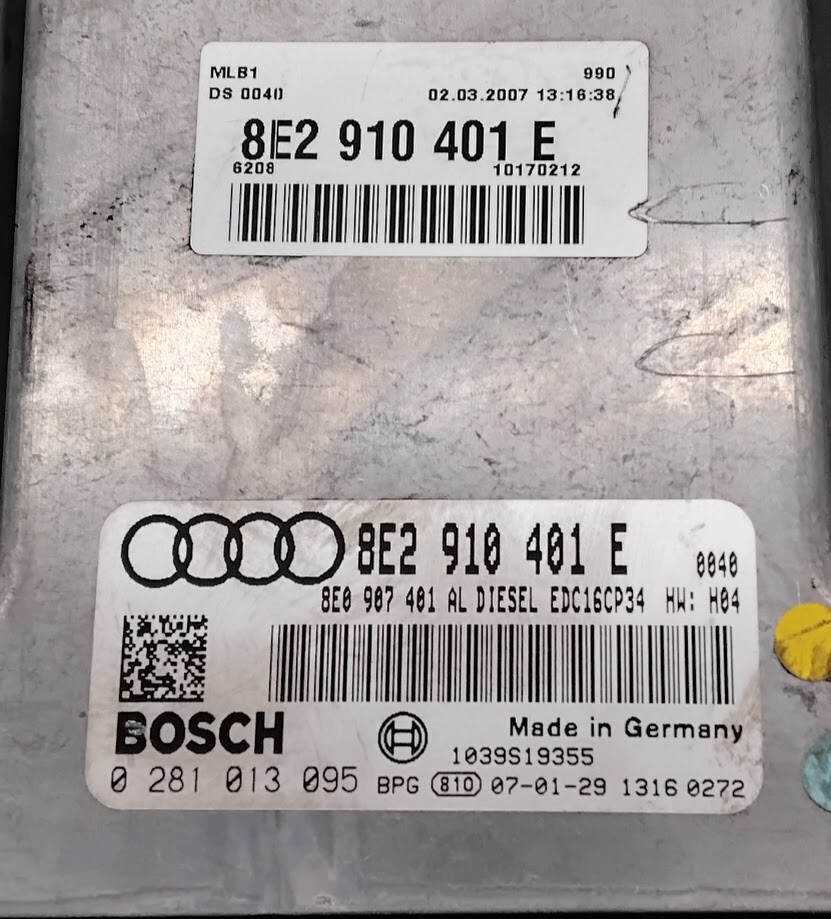 MLB1 990
DS 0040 02.03.2007 13:16:38
8E2 910 401 E
6208 10170212
8E2 910 401 E 0040
8E0 907 401 AL DIESEL EDC16CP34 HW: H04
BOSCH Made in Germany
1039S19355
0 281 013 095 BPG 810 07-01-29 1316 0272